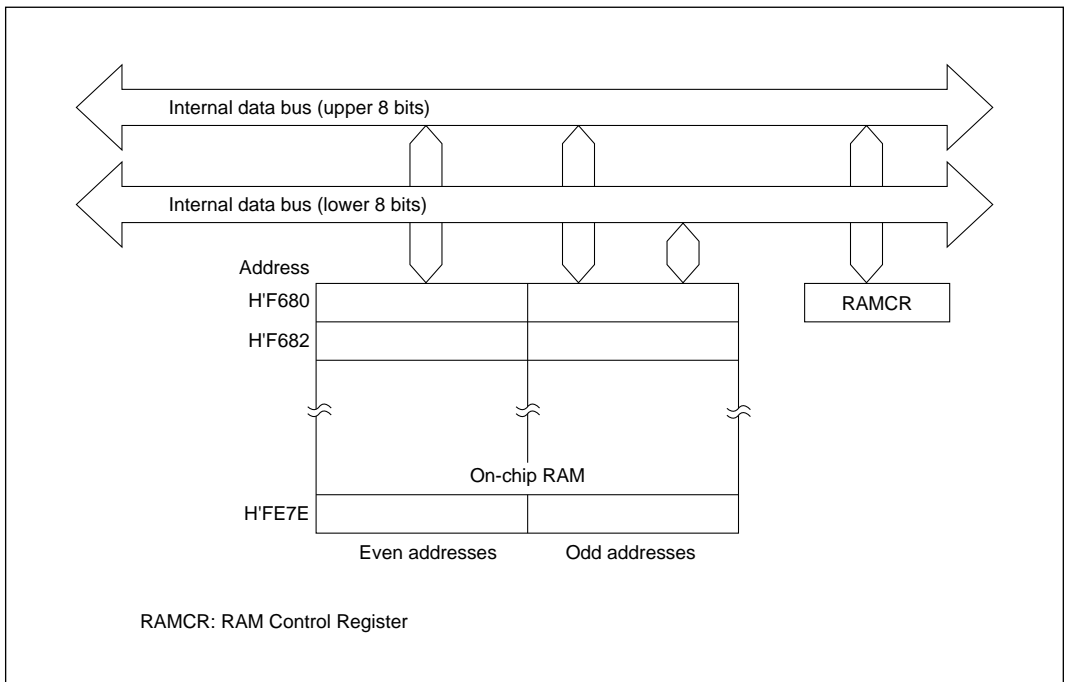 Internal data bus (upper 8 bits)
Internal data bus (lower 8 bits)
Address
H'F680
RAMCR
H'F682
On-chip RAM
H'FE7E
Even addresses
Odd addresses
RAMCR: RAM Control Register